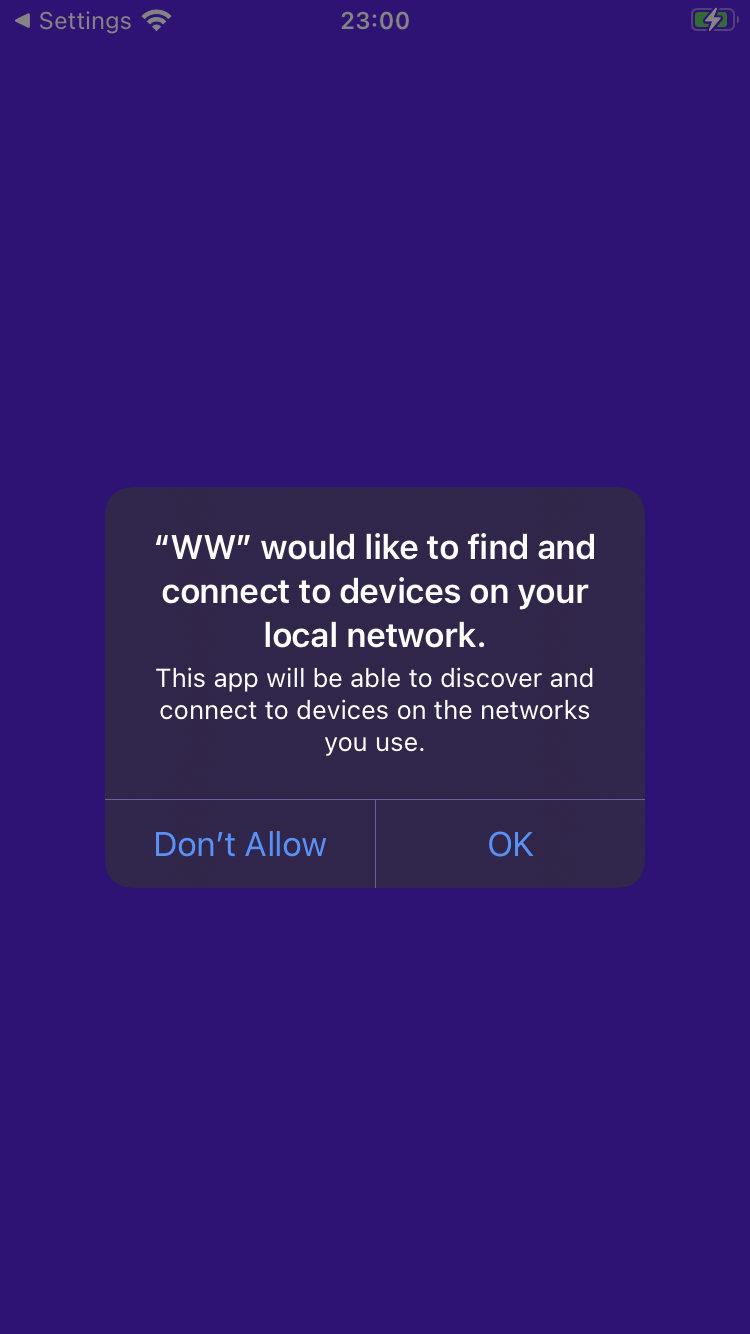 Settings
23:00
“WW” would like to find and
connect to devices on your
local network.
This app will be able to discover and
connect to devices on the networks
you use.
Don’t Allow
OK